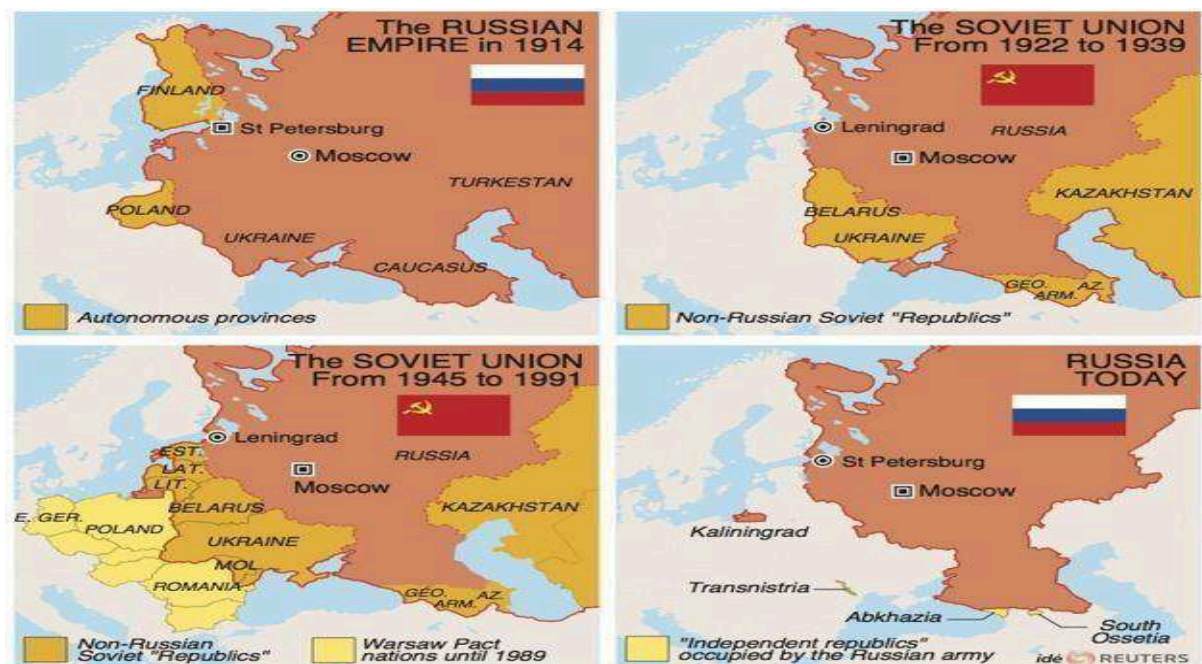 The RUSSIAN
EMPIRE in 1914
FINLAND
St Petersburg
Moscow
TURKESTAN
POLAND
UKRAINE
CAUCASUS
Autonomous provinces
The SOVIET UNION
From 1922 to 1939
Leningrad
RUSSIA
Moscow
KAZAKHSTAN
BELARUS
UKRAINE
GEO.
AZ.
ARM.
Non-Russian Soviet "Republics"
The SOVIET UNION
From 1945 to 1991
Leningrad
EST.
RUSSIA
LAT.
Moscow
LIT.
BELARUS
KAZAKHSTAN
E. GER.
POLAND
UKRAINE
MOL.
ROMANIA
GÉO.
AZ.
ARM.
Non-Russian
Soviet "Republics"
Warsaw Pact
nations until 1989
RUSSIA
TODAY
St Petersburg
Moscow
Kaliningrad
Transnistria
Abkhazia
South
Ossetia
"Independent republics"
occupied by the Russian army
idé REUTERS